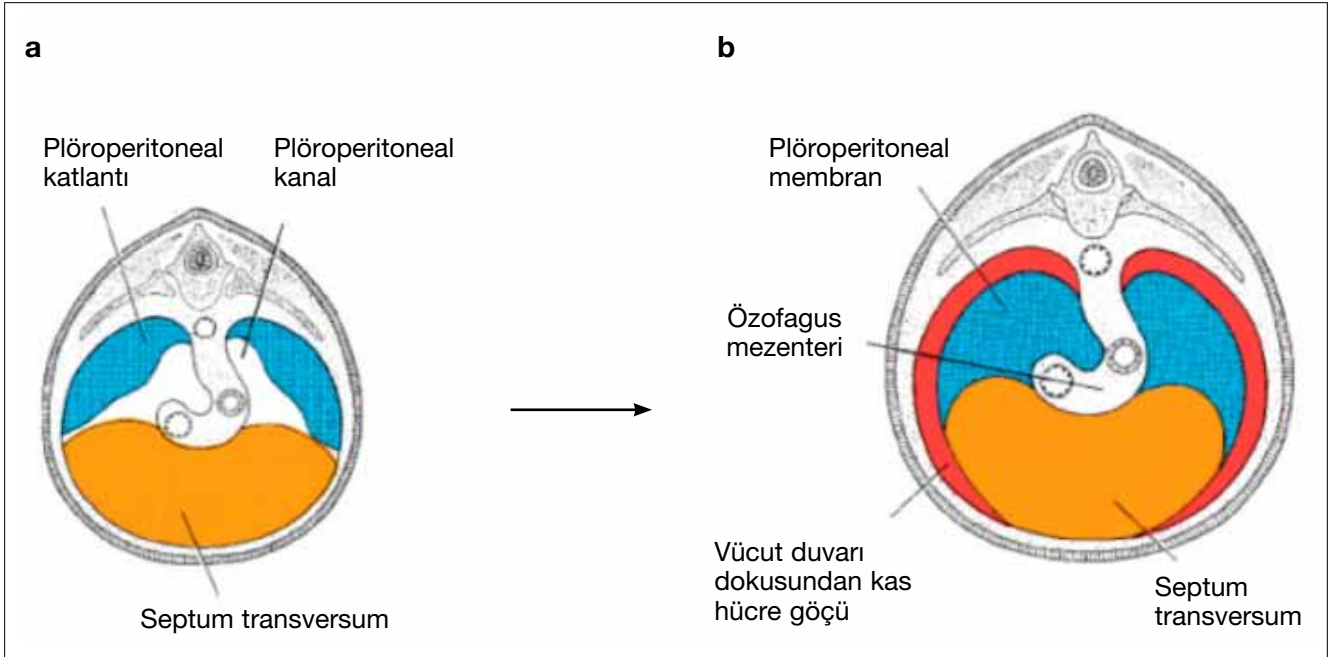 a
Plöroperitoneal
katlantı
Plöroperitoneal
kanal
Septum transversum
b
Plöroperitoneal
membran
Özofagus
mezenteri
Vücut duvarı
dokusundan kas
hücre göçü
Septum
transversum